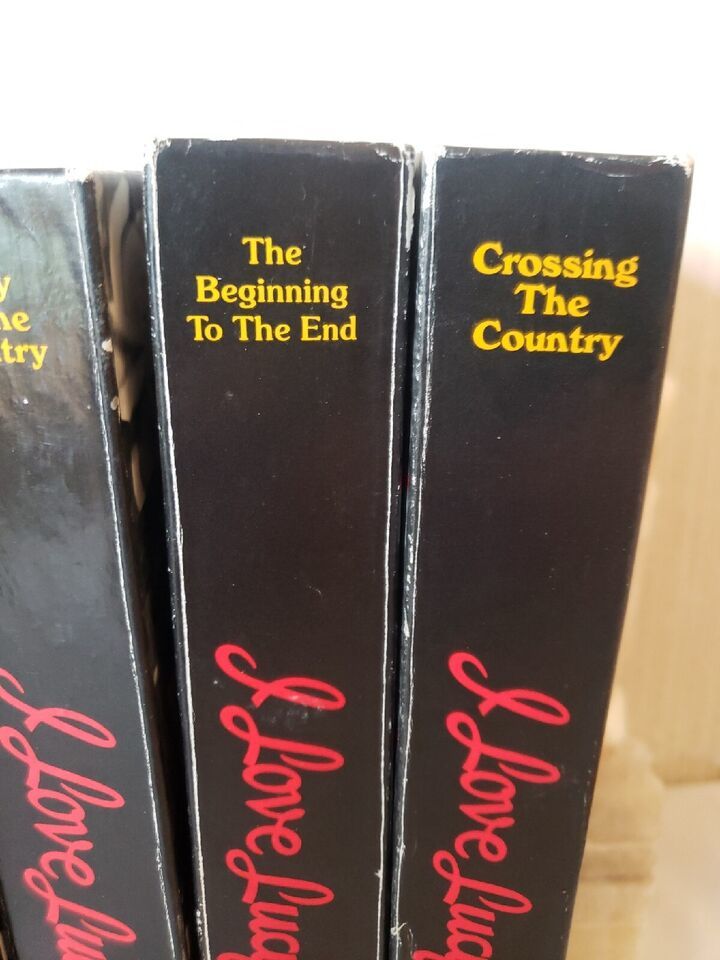 The
Beginning
To The End
Crossing
The
Country
I Love
I Love
I Love